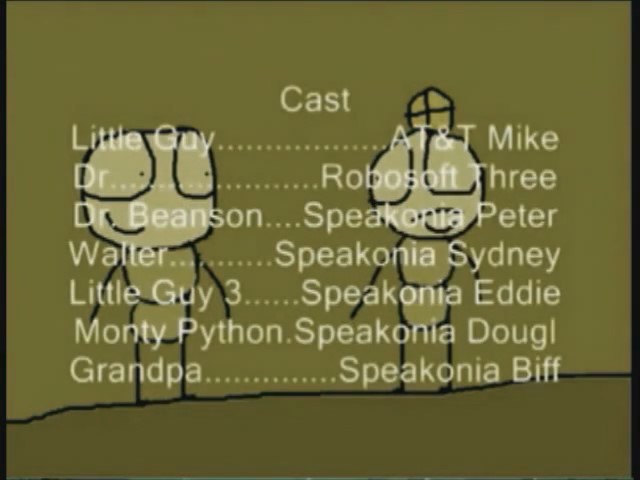 Cast
Little Guy.................AT&T Mike
Dr.....................Robosoft Three
Dr. Beanson....Speakonia Peter
Walter..........Speakonia Sydney
Little Guy 3......Speakonia Eddie
Monty Python.Speakonia Dougl
Grandpa..............Speakonia Biff